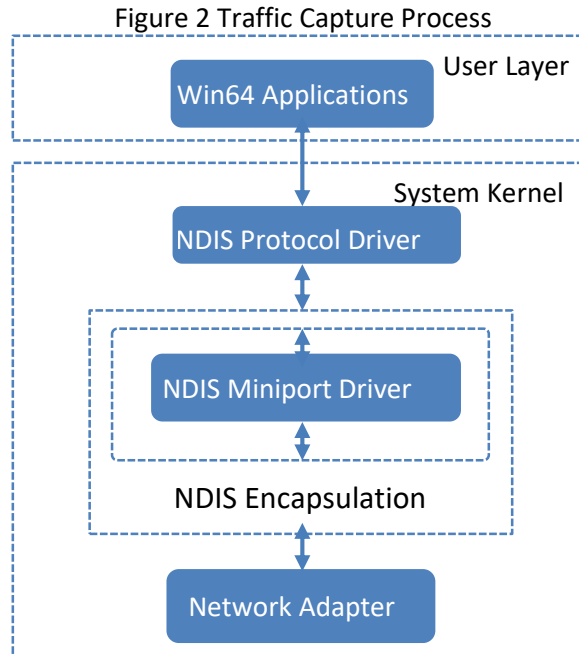 Figure 2 Traffic Capture Process
User Layer
Win64 Applications
System Kernel
NDIS Protocol Driver
NDIS Miniport Driver
NDIS Encapsulation
Network Adapter